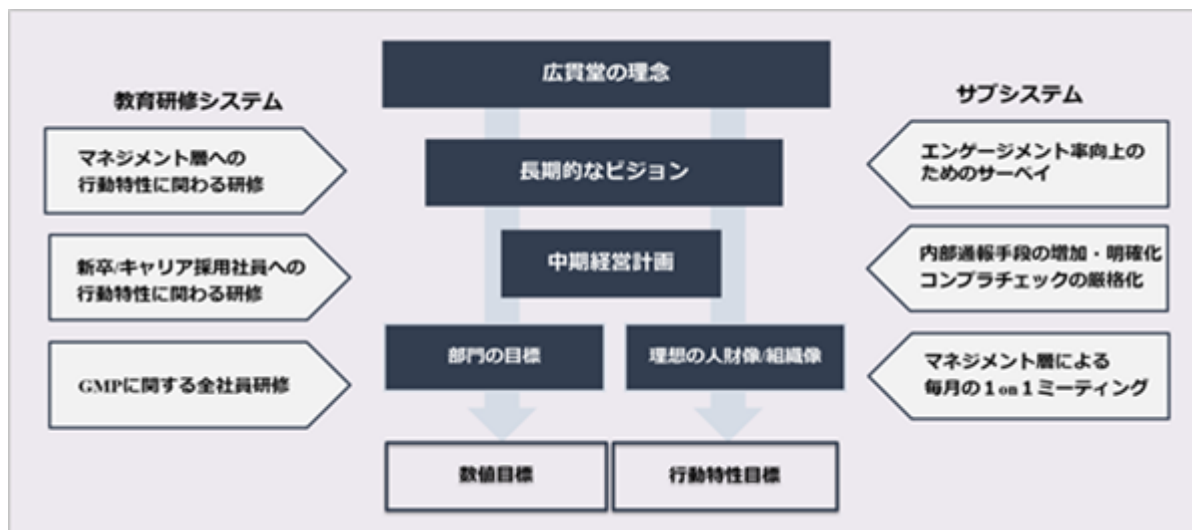 広貫堂の理念
教育研修システム
サブシステム
マネジメント層への
行動特性に関わる研修
長期的なビジョン
エンゲージメント率向上の
ためのサーベイ
新卒/キャリア採用社員への
行動特性に関わる研修
中期経営計画
内部通報手段の増加・明確化
コンプラチェックの厳格化
GMPに関する全社員研修
部門の目標
理想の人財像/組織像
マネジメント層による
毎月の１on１ミーティング
数値目標
行動特性目標